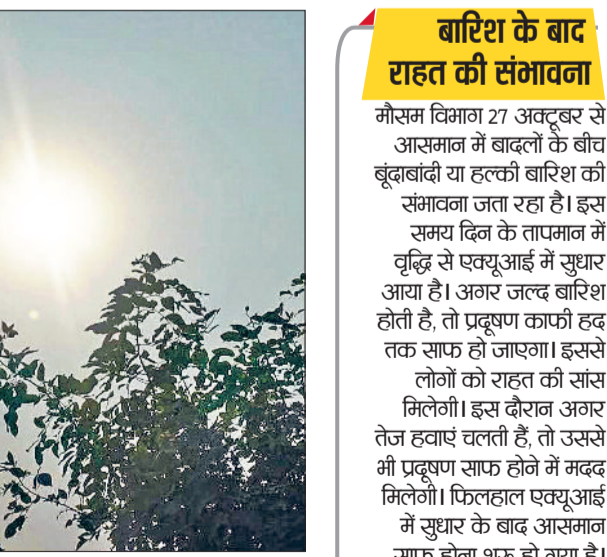 बारिश के बाद
राहत की संभावना
मौसम विभाग 27 अक्टूबर से
आसमान में बादलों के बीच
बूंदाबांदी या हल्की बारिश की
संभावना जता रहा है। इस
समय दिन के तापमान में
वृद्धि से एक्यूआई में सुधार
आया है। अगर जल्द बारिश
होती है, तो प्रदूषण काफी हद
तक साफ हो जाएगा। इससे
लोगों को राहत की सांस
मिलेगी। इस दौरान अगर
तेज हवाएं चलती हैं, तो उससे
भी प्रदूषण साफ होने में मदद
मिलेगी। फिलहाल एक्यूआई
में सुधार के बाद आसमान
साफ होना शुरू हो गया है।